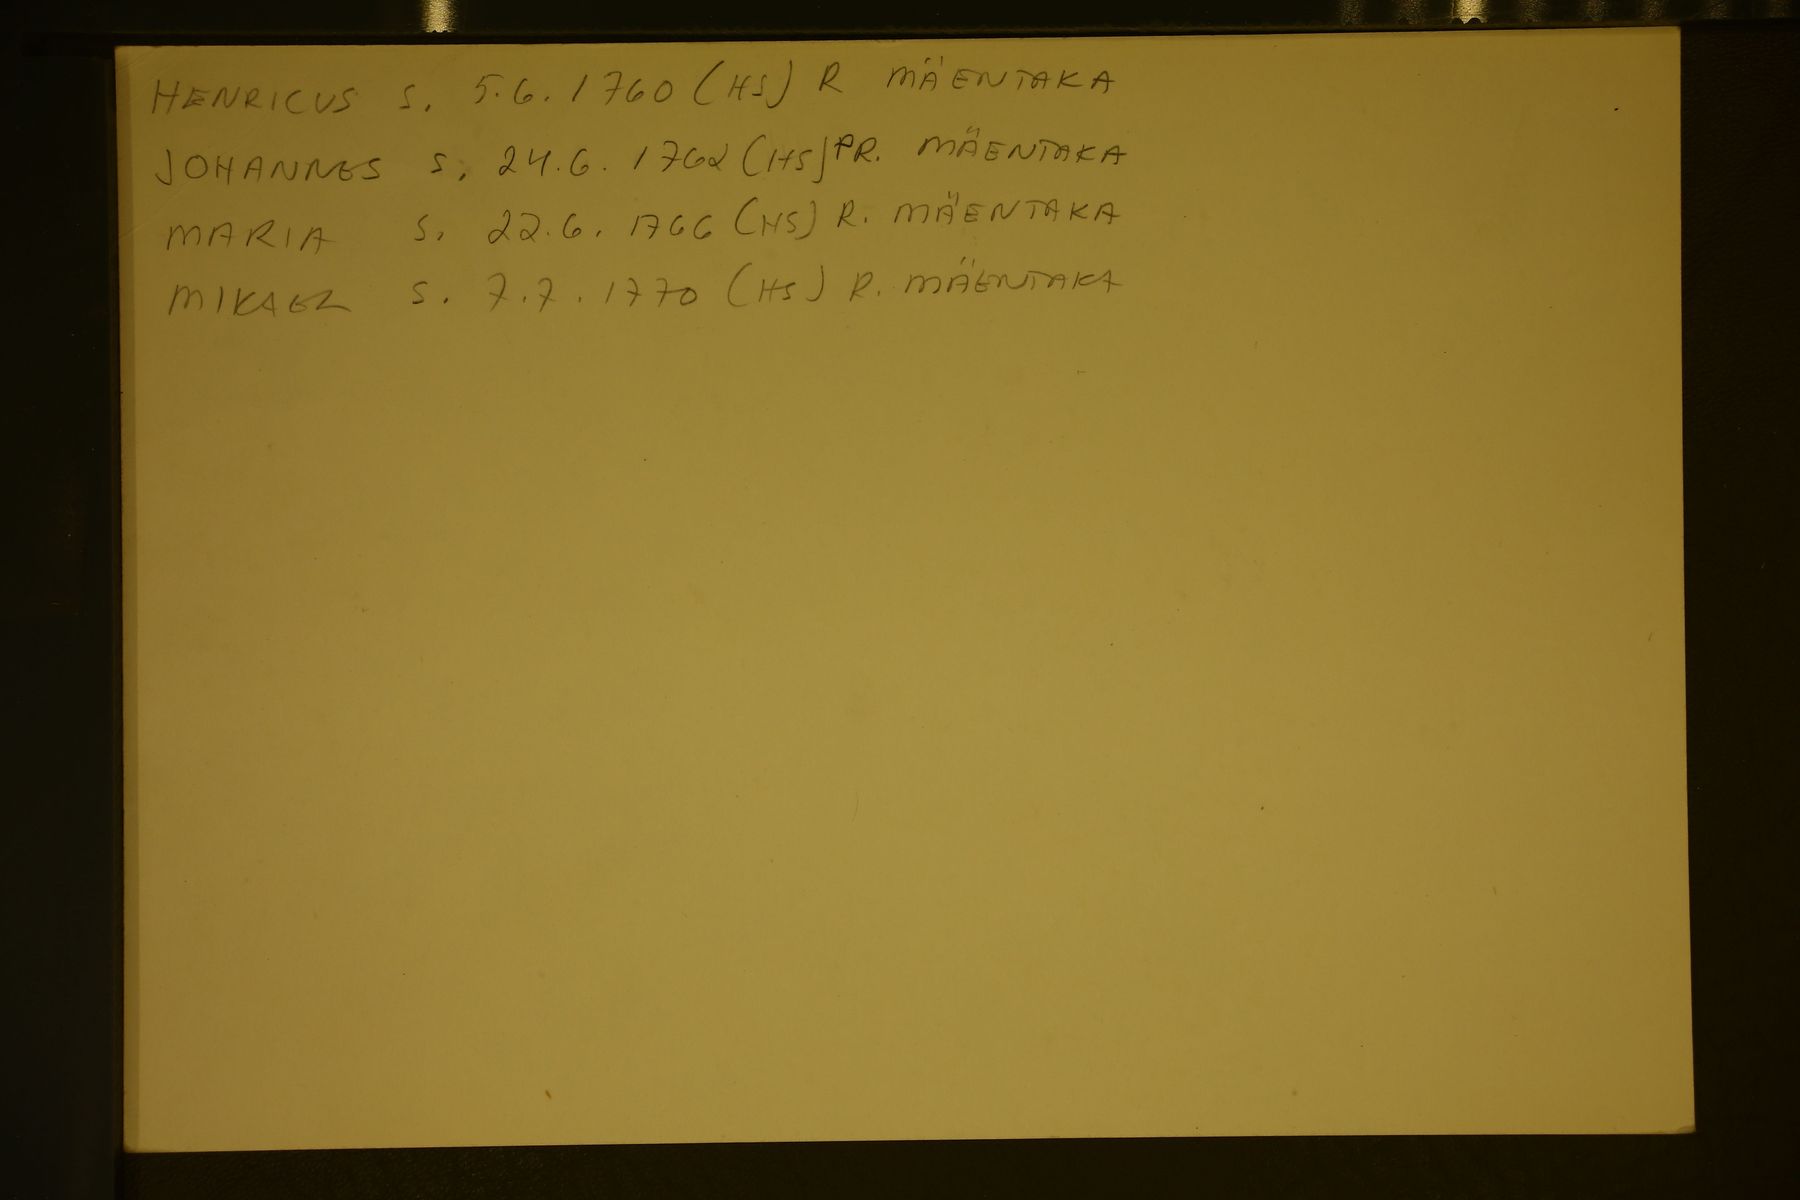 HENRICUS S. 5.6.1760 (HS) R MÄENTAKA
JOHANNES S. 24.6.1762 (HS) PR. MÄENTAKA
MARIA S. 22.6.1766 (HS) R. MÄENTAKA
MIKAEL S. 7.7.1770 (HS) R. MÄENTAKA